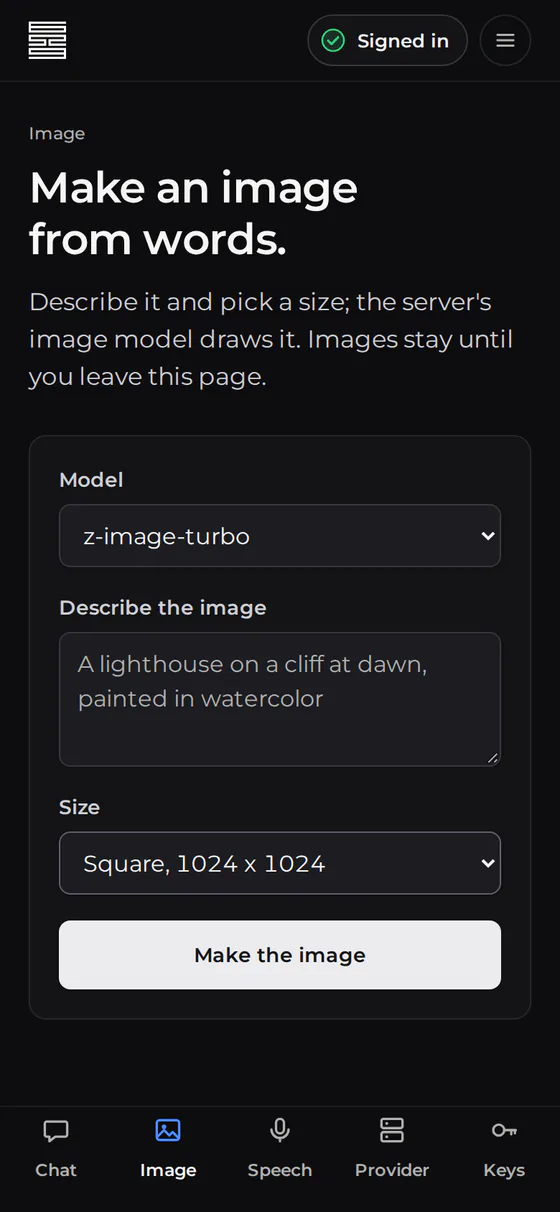 Signed in
Image
Make an image
from words.
Describe it and pick a size; the server's
image model draws it. Images stay until
you leave this page.
Model
z-image-turbo
Describe the image
A lighthouse on a cliff at dawn,
painted in watercolor
Size
Square, 1024 x 1024
Make the image
Chat
Image
Speech
Provider
Keys